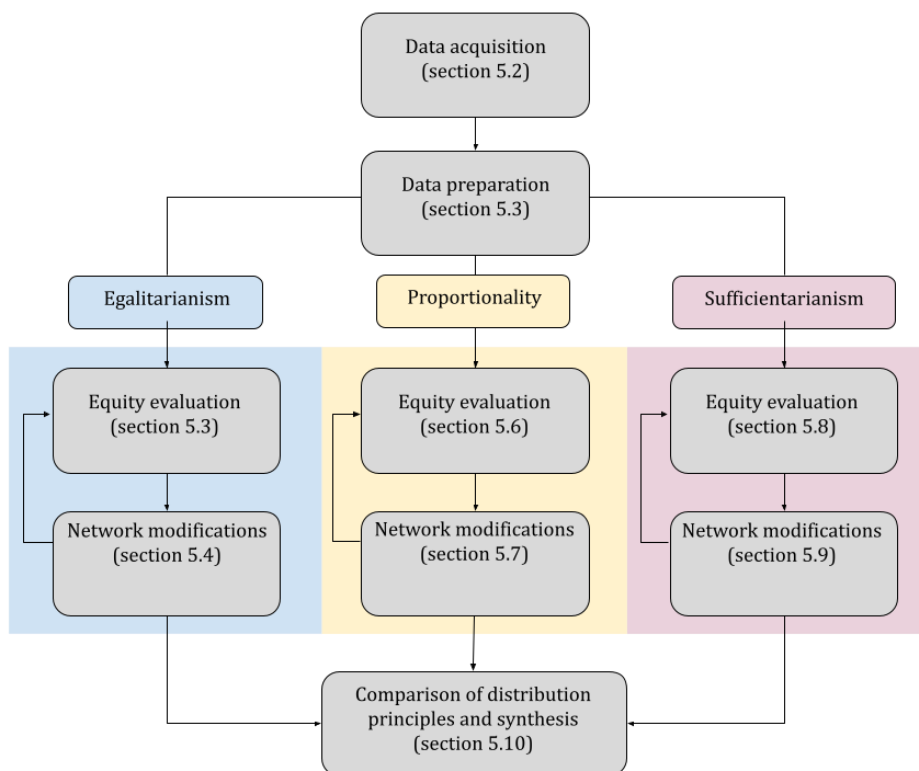 Data acquisition
(section 5.2)
Data preparation
(section 5.3)
Egalitarianism
Proportionality
Sufficientarianism
Equity evaluation
(section 5.3)
Equity evaluation
(section 5.6)
Equity evaluation
(section 5.8)
Network modifications
(section 5.4)
Network modifications
(section 5.7)
Network modifications
(section 5.9)
Comparison of distribution
principles and synthesis
(section 5.10)